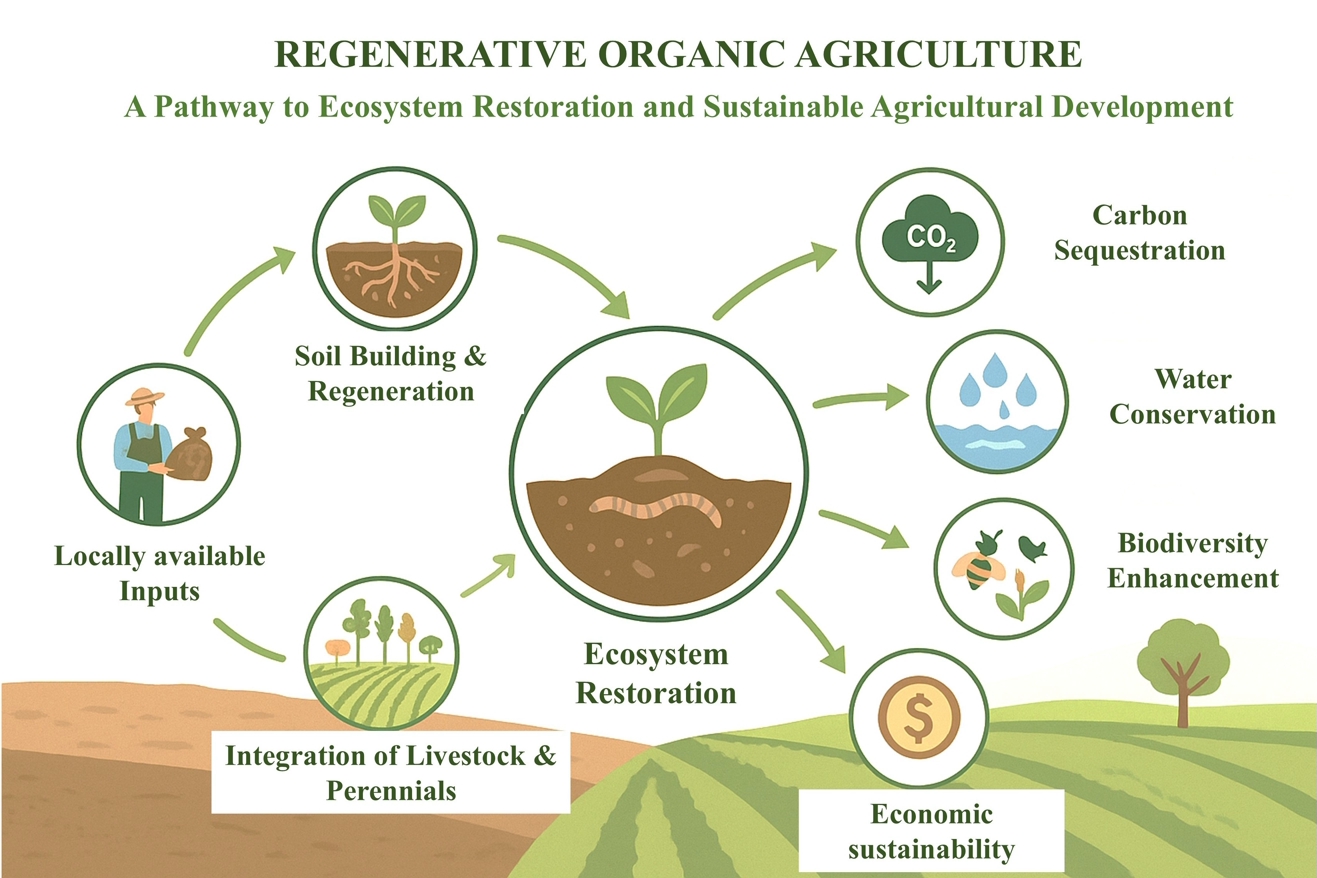 REGENERATIVE ORGANIC AGRICULTURE
A Pathway to Ecosystem Restoration and Sustainable Agricultural Development
Soil Building &
Regeneration
Locally available
Inputs
Integration of Livestock &
Perennials
Ecosystem
Restoration
CO₂
Carbon
Sequestration
Water
Conservation
Biodiversity
Enhancement
$
Economic
sustainability